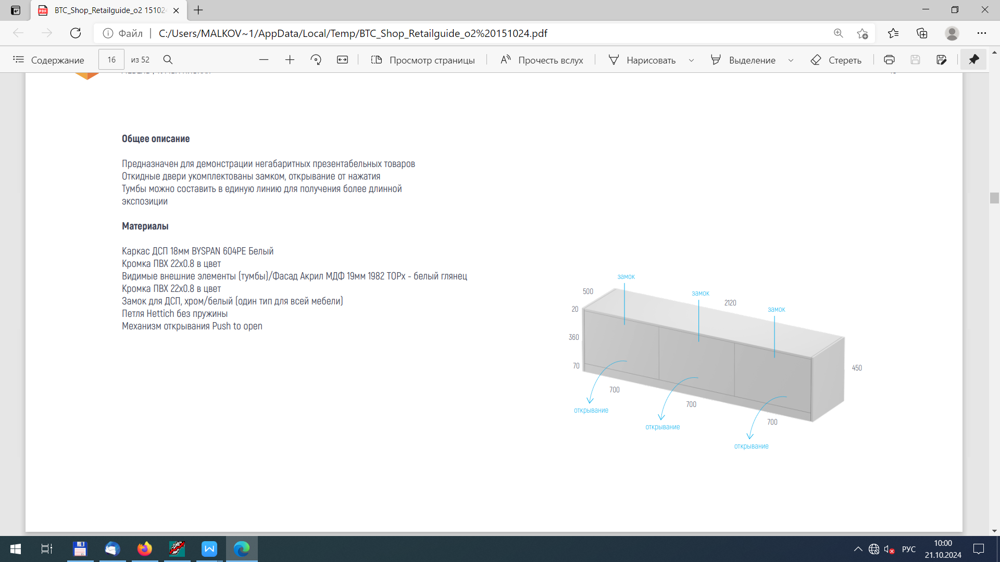 BTC_Shop_Retailguide_o2 151024
Файл
C:/Users/MALKOV~1/AppData/Local/Temp/BTC_Shop_Retailguide_o2%20151024.pdf
Содержание
16
из 52
Просмотр страницы
Прочесть вслух
Нарисовать
Выделение
Стереть
Общее описание
Предназначен для демонстрации негабаритных презентабельных товаров
Откидные двери укомплектованы замком, открывание от нажатия
Тумбы можно составить в единую линию для получения более длинной
экспозиции
Материалы
Каркас ДСП 18мм BYSPAN 604PE Белый
Кромка ПВХ 22х0.8 в цвет
Видимые внешние элементы (тумбы)/Фасад Акрил МДФ 19мм 1982 TOPx - белый глянец
Кромка ПВХ 22х0.8 в цвет
Замок для ДСП, хром/белый (один тип для всей мебели)
Петля Hettich без пружины
Механизм открывания Push to open
замок
500
замок
2120
20
замок
360
70
450
700
700
открывание
700
открывание
открывание
РУС
10:00
21.10.2024